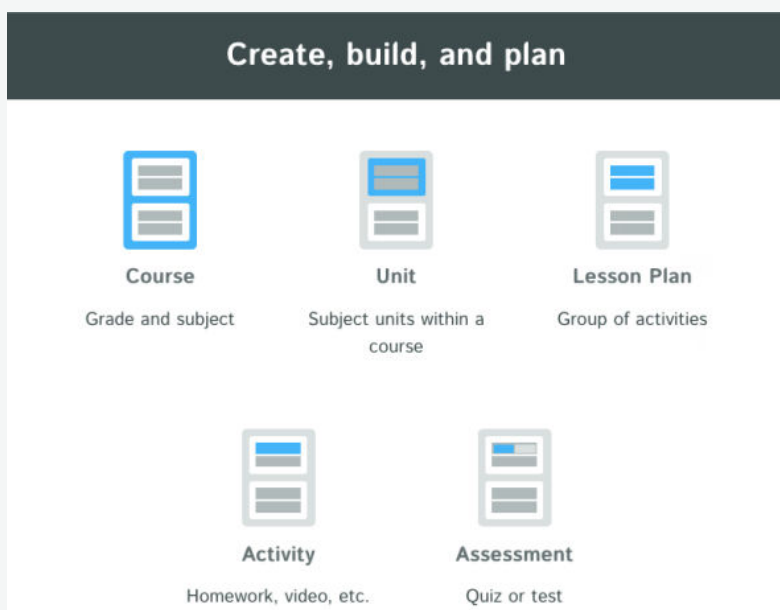 Create, build, and plan
Course
Unit
Lesson Plan
Grade and subject
Subject units within a
course
Group of activities
Activity
Assessment
Homework, video, etc.
Quiz or test